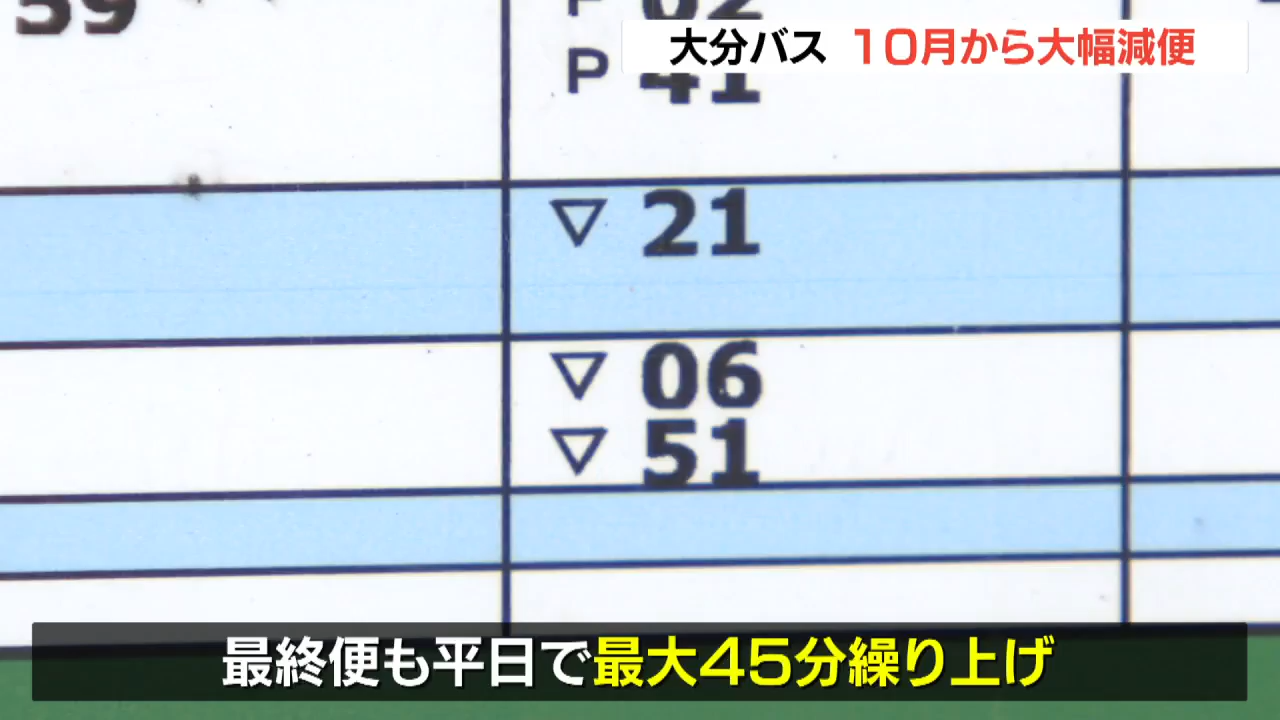 大分バス 10月から大幅減便
59
P 41
▽ 21
▽ 06
▽ 51
最終便も平日で最大45分繰り上げ